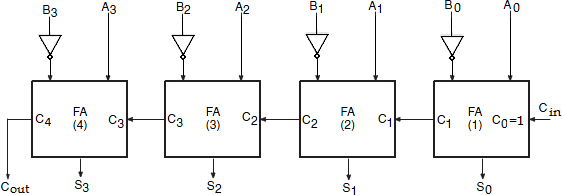 B3 A3 B2 A2 B1 A1 B0 A0
C4 FA (4) C3 C3 FA (3) C2 C2 FA (2) C1 C1 FA (1) C0=1 Cin
Cout S3 S2 S1 S0